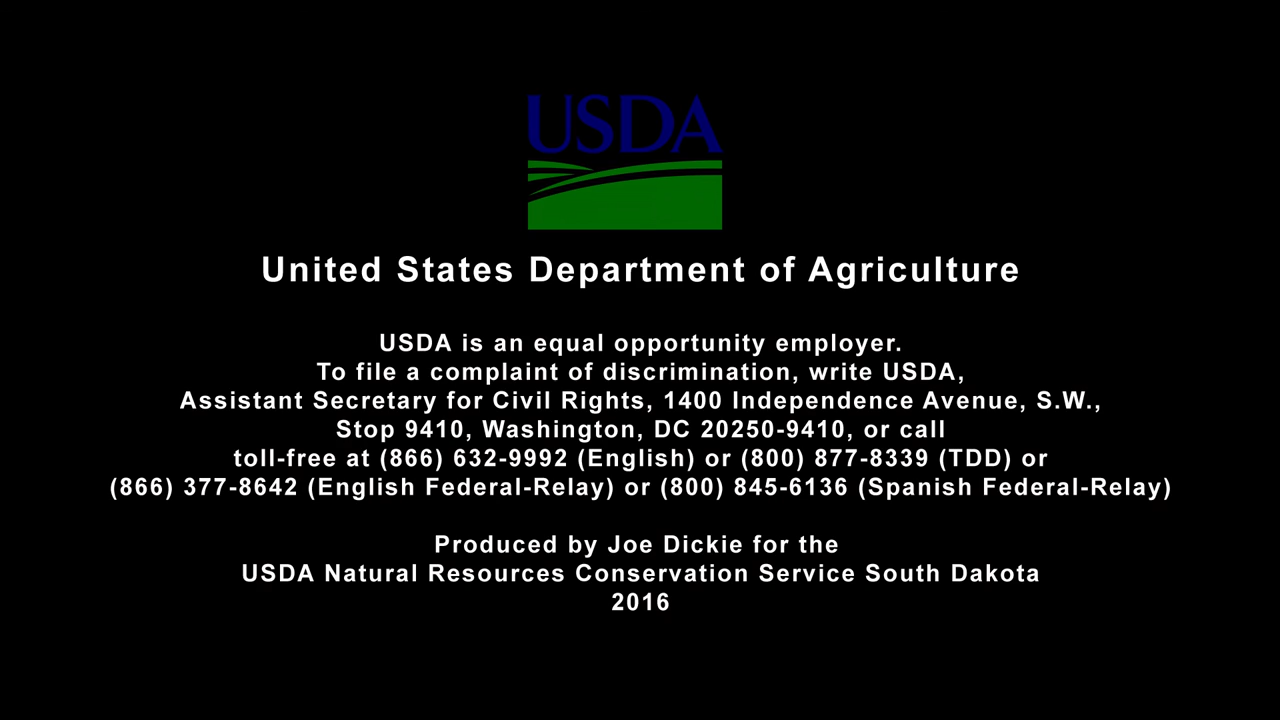 USDA
United States Department of Agriculture
USDA is an equal opportunity employer.
To file a complaint of discrimination, write USDA,
Assistant Secretary for Civil Rights, 1400 Independence Avenue, S.W.,
Stop 9410, Washington, DC 20250-9410, or call
toll-free at (866) 632-9992 (English) or (800) 877-8339 (TDD) or
(866) 377-8642 (English Federal-Relay) or (800) 845-6136 (Spanish Federal-Relay)
Produced by Joe Dickie for the
USDA Natural Resources Conservation Service South Dakota
2016